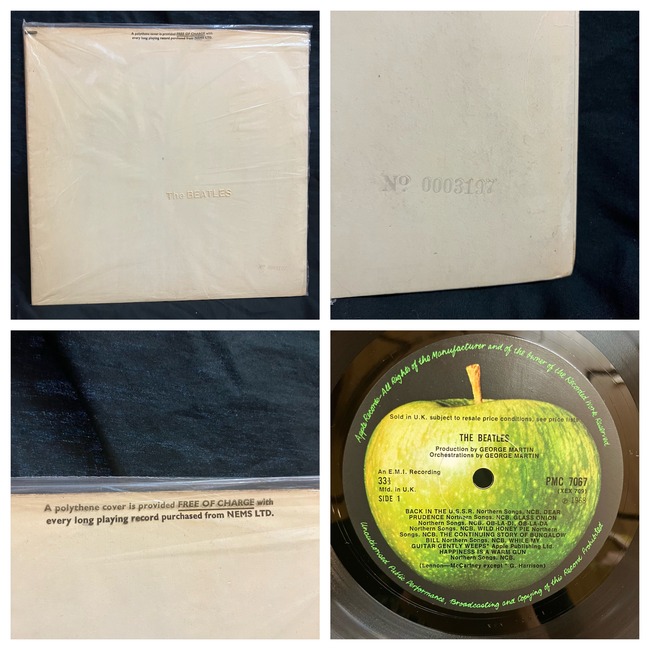 A polythene cover is provided FREE OF CHARGE with
every long playing record purchased from NEMS LTD.
The BEATLES
Nº 0003197
A polythene cover is provided FREE OF CHARGE with
every long playing record purchased from NEMS LTD.
Apple Records-All Rights of the Manufacturer and of the Owner of the Recorded Work Reserved
Sold in U.K. subject to resale price conditions, see price lists
THE BEATLES
Production by GEORGE MARTIN
Orchestrations by GEORGE MARTIN
An E.M.I. Recording
33⅓
Mfd. in U.K.
SIDE 1
PMC 7067
(XEX 709)
℗ 1968
BACK IN THE U.S.S.R. Northern Songs. NCB. DEAR
PRUDENCE Northern Songs. NCB. GLASS ONION
Northern Songs. NCB. OB-LA-DI, OB-LA-DA
Northern Songs. NCB. WILD HONEY PIE Northern
Songs. NCB. THE CONTINUING STORY OF BUNGALOW
BILL Northern Songs. NCB. WHILE MY
GUITAR GENTLY WEEPS* Apple Publishing Ltd.
HAPPINESS IS A WARM GUN
Northern Songs. NCB.
(Lennon—McCartney except * G. Harrison)
Unauthorised Public Performance, Broadcasting and Copying of this Record Prohibited